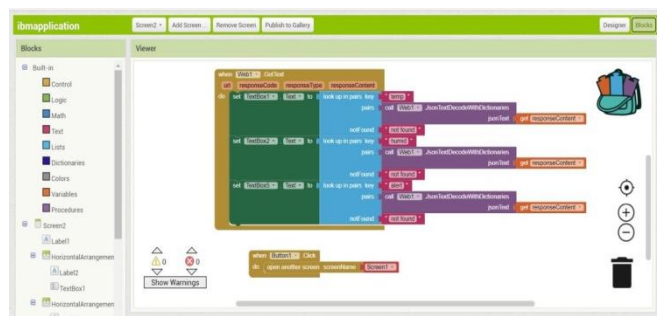 ibmapplication
Screen2 Add Screen ... Remove Screen Publish to Gallery
Designer Blocks
Blocks
Viewer
Built-in
Control
Logic
Math
Text
Lists
Dictionaries
Colors
Variables
Procedures
Screen2
Label1
HorizontalArrangemen
Label2
TextBox1
HorizontalArrangemen
when Web1 .GotText
url responseCode responseType responseContent
do set TextBox1 . Text to look up in pairs key " temp "
pairs call Web1 .JsonTextDecodeWithDictionaries
jsonText get responseContent
notFound " not found "
set TextBox2 . Text to look up in pairs key " humid "
pairs call Web1 .JsonTextDecodeWithDictionaries
jsonText get responseContent
notFound " not found "
set TextBox3 . Text to look up in pairs key " alert "
pairs call Web1 .JsonTextDecodeWithDictionaries
jsonText get responseContent
notFound " not found "
when Button1 .Click
do open another screen screenName Screen1
0 0
Show Warnings